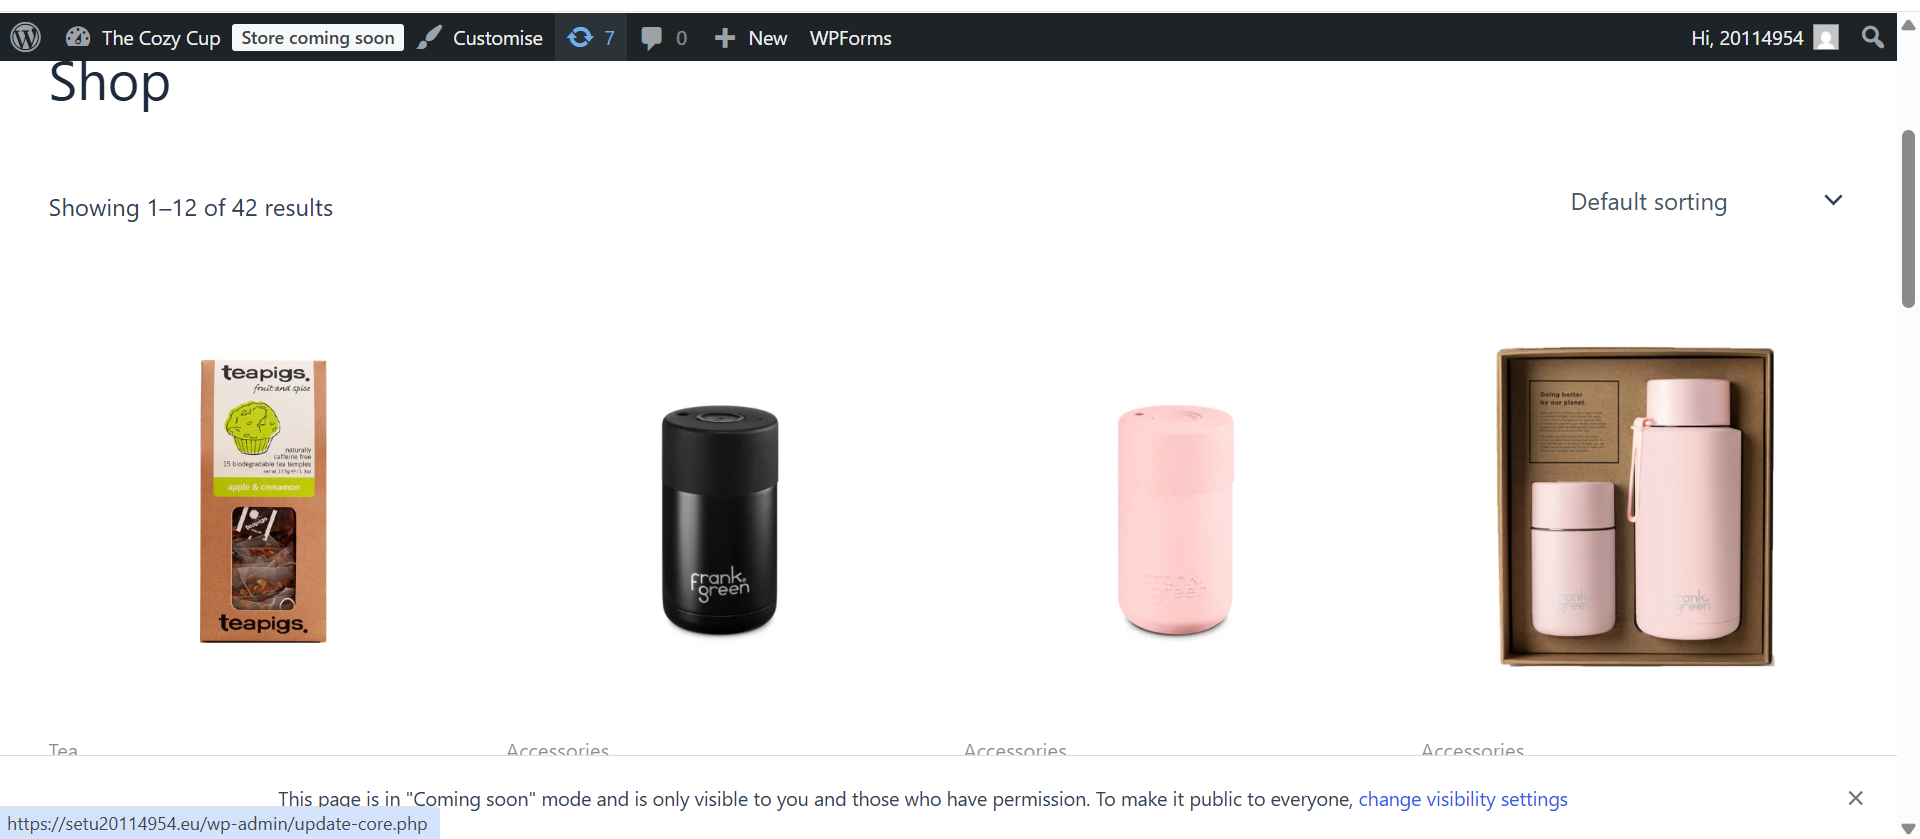 The Cozy Cup Store coming soon Customise 7 0 New WPForms Hi, 20114954
Shop
Showing 1–12 of 42 results
Default sorting
teapigs.
fruit and spice
naturally
caffeine free
15 biodegradable tea temples
apple & cinnamon
teapigs
teapigs.
frank
green
frank
green
Doing better
by our planet.
frank
green
frank
green
Tea
Accessories
Accessories
Accessories
This page is in "Coming soon" mode and is only visible to you and those who have permission. To make it public to everyone, change visibility settings
https://setu20114954.eu/wp-admin/update-core.php